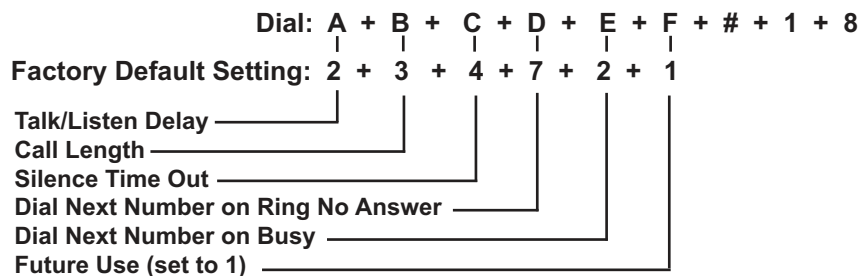 Dial: A + B + C + D + E + F + # + 1 + 8
Factory Default Setting: 2 + 3 + 4 + 7 + 2 + 1
Talk/Listen Delay
Call Length
Silence Time Out
Dial Next Number on Ring No Answer
Dial Next Number on Busy
Future Use (set to 1)